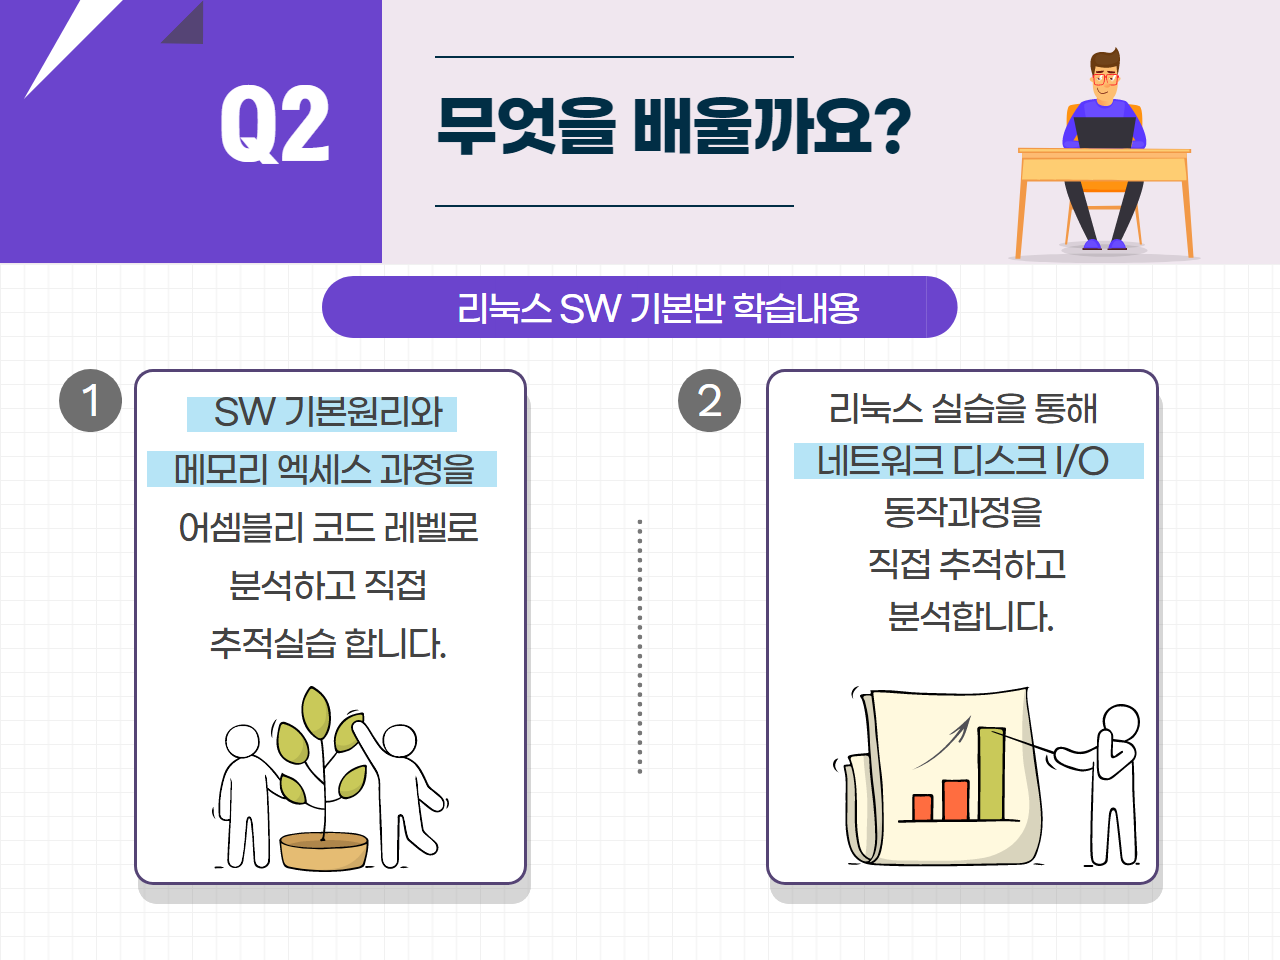 Q2
무엇을 배울까요?
리눅스 SW 기본반 학습내용
1
SW 기본원리와
메모리 엑세스 과정을
어셈블리 코드 레벨로
분석하고 직접
추적실습 합니다.
2
리눅스 실습을 통해
네트워크 디스크 I/O
동작과정을
직접 추적하고
분석합니다.